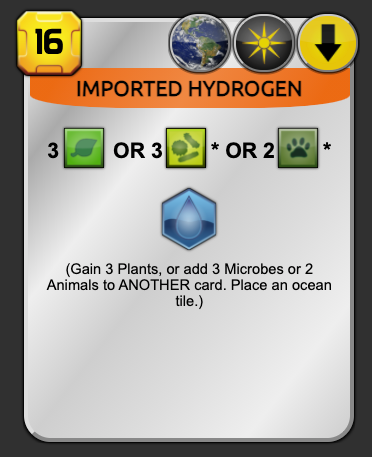 16
IMPORTED HYDROGEN
3 OR 3 * OR 2 *
(Gain 3 Plants, or add 3 Microbes or 2
Animals to ANOTHER card. Place an ocean
tile.)